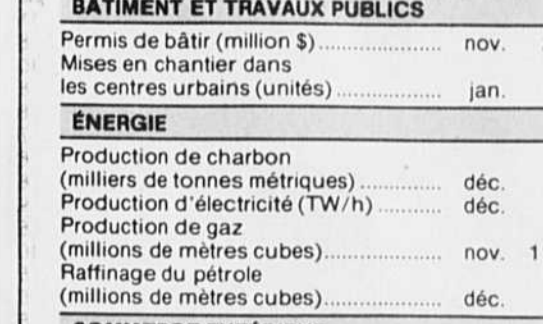 BÂTIMENT ET TRAVAUX PUBLICS
Permis de bâtir (million $) ..................... nov.
Mises en chantier dans
les centres urbains (unités) .................. jan.
ÉNERGIE
Production de charbon
(milliers de tonnes métriques) .............. déc.
Production d'électricité (TW/h) ........... déc.
Production de gaz
(millions de mètres cubes).................... nov. 1
Raffinage du pétrole
(millions de mètres cubes).................... déc.